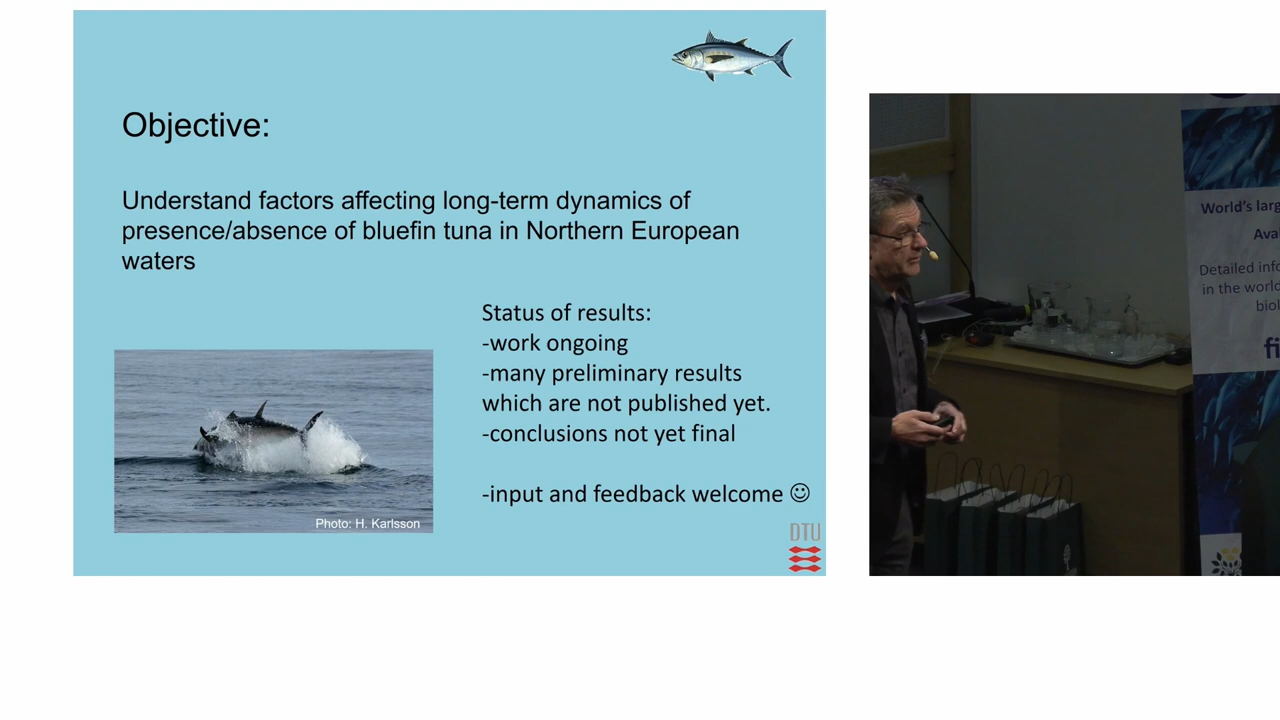 Objective:
Understand factors affecting long-term dynamics of
presence/absence of bluefin tuna in Northern European
waters
Status of results:
-work ongoing
-many preliminary results
which are not published yet.
-conclusions not yet final
-input and feedback welcome ☺
Photo: H. Karlsson
DTU
World's larg
Ava
Detailed info
in the world
biol
fi